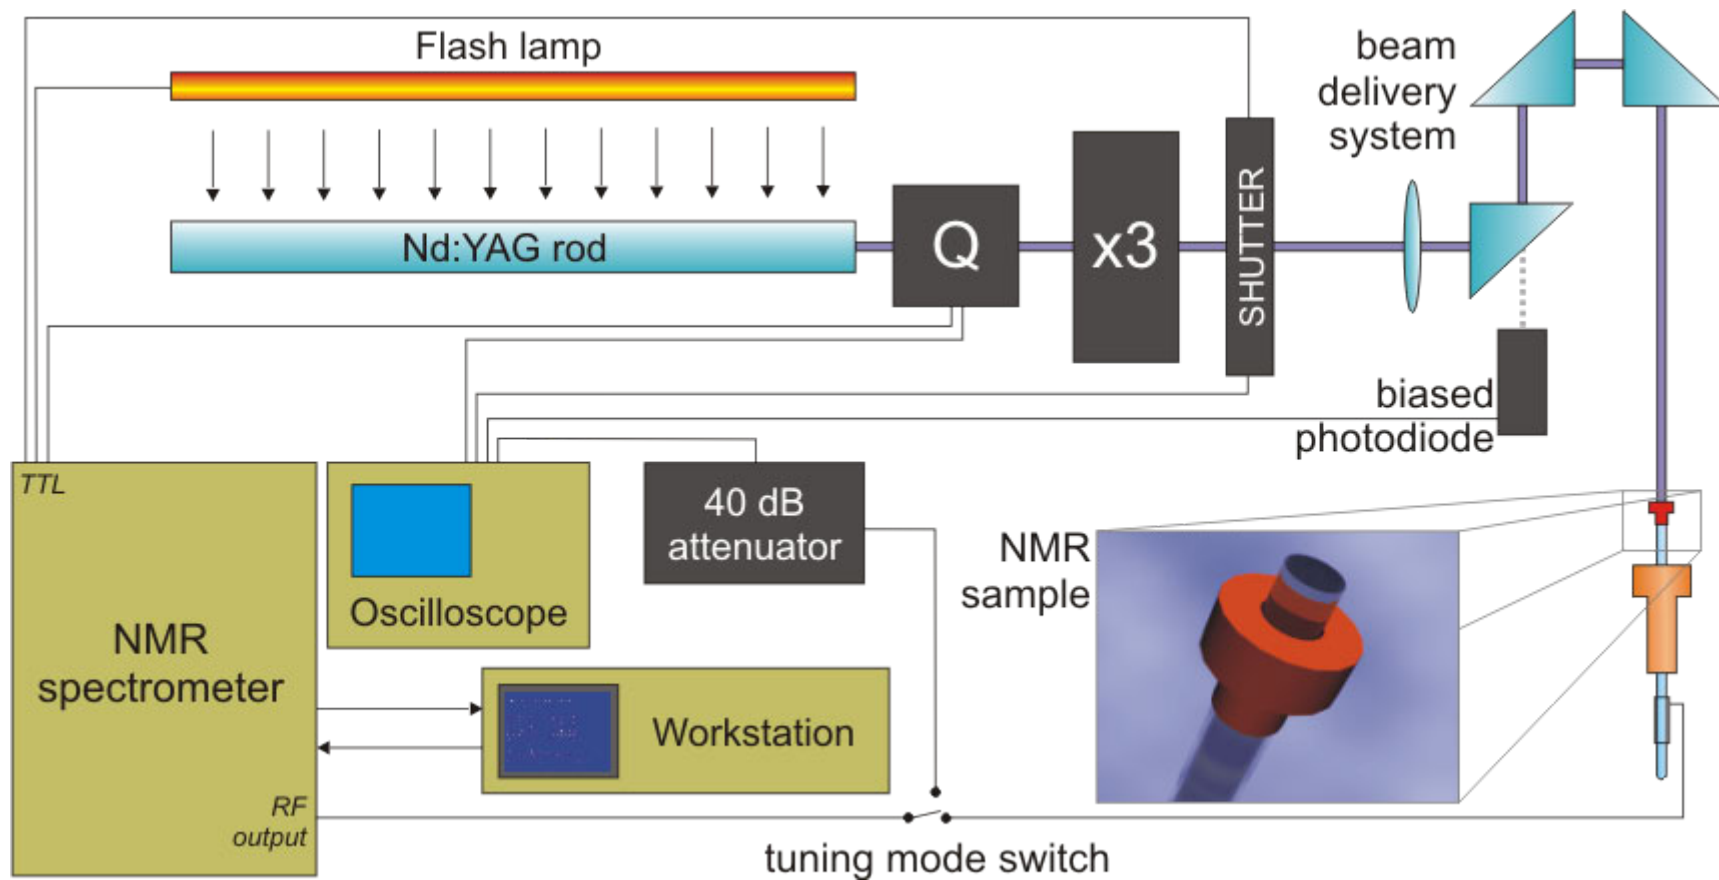 Flash lamp
beam
delivery
system
Nd:YAG rod
Q
x3
SHUTTER
biased
photodiode
TTL
40 dB
attenuator
NMR
sample
Oscilloscope
NMR
spectrometer
Workstation
RF
output
tuning mode switch